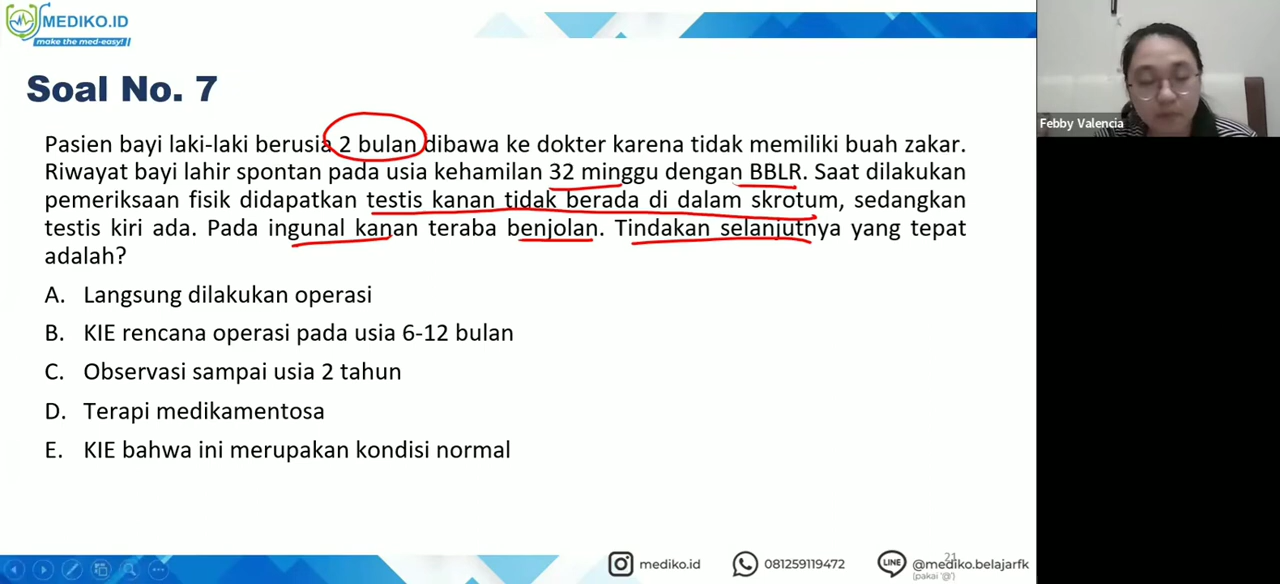 MEDIKO.ID
make the med-easy!
Soal No. 7
Pasien bayi laki-laki berusia 2 bulan dibawa ke dokter karena tidak memiliki buah zakar.
Riwayat bayi lahir spontan pada usia kehamilan 32 minggu dengan BBLR. Saat dilakukan
pemeriksaan fisik didapatkan testis kanan tidak berada di dalam skrotum, sedangkan
testis kiri ada. Pada ingunal kanan teraba benjolan. Tindakan selanjutnya yang tepat
adalah?
A. Langsung dilakukan operasi
B. KIE rencana operasi pada usia 6-12 bulan
C. Observasi sampai usia 2 tahun
D. Terapi medikamentosa
E. KIE bahwa ini merupakan kondisi normal
Febby Valencia
mediko.id
081259119472
LINE
@mediko.belajarfk
21
(pakai '@')